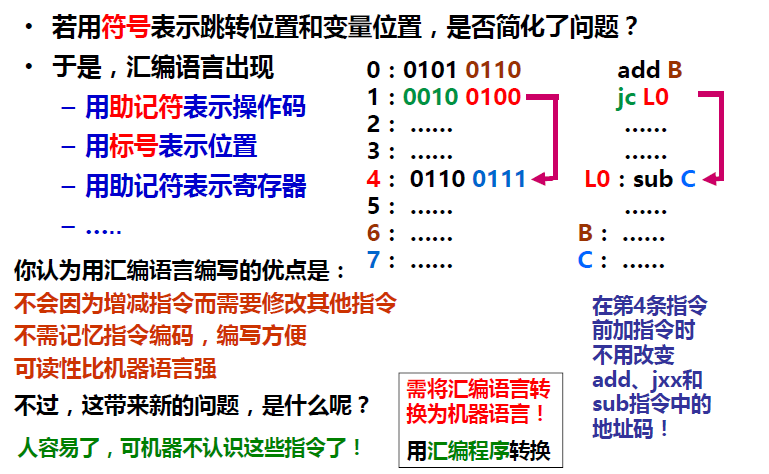 • 若用符号表示跳转位置和变量位置，是否简化了问题？
• 于是，汇编语言出现
– 用助记符表示操作码
– 用标号表示位置
– 用助记符表示寄存器
– …..
0：0101 0110
1：0010 0100
2：……
3：……
4：0110 0111
5：……
6：……
7：……
add B
jc L0
……
……
L0：sub C
……
B：……
C：……
你认为用汇编语言编写的优点是：
不会因为增减指令而需要修改其他指令
不需记忆指令编码，编写方便
可读性比机器语言强
不过，这带来新的问题，是什么呢？
人容易了，可机器不认识这些指令了！
需将汇编语言转
换为机器语言！
用汇编程序转换
在第4条指令
前加指令时
不用改变
add、jxx和
sub指令中的
地址码！